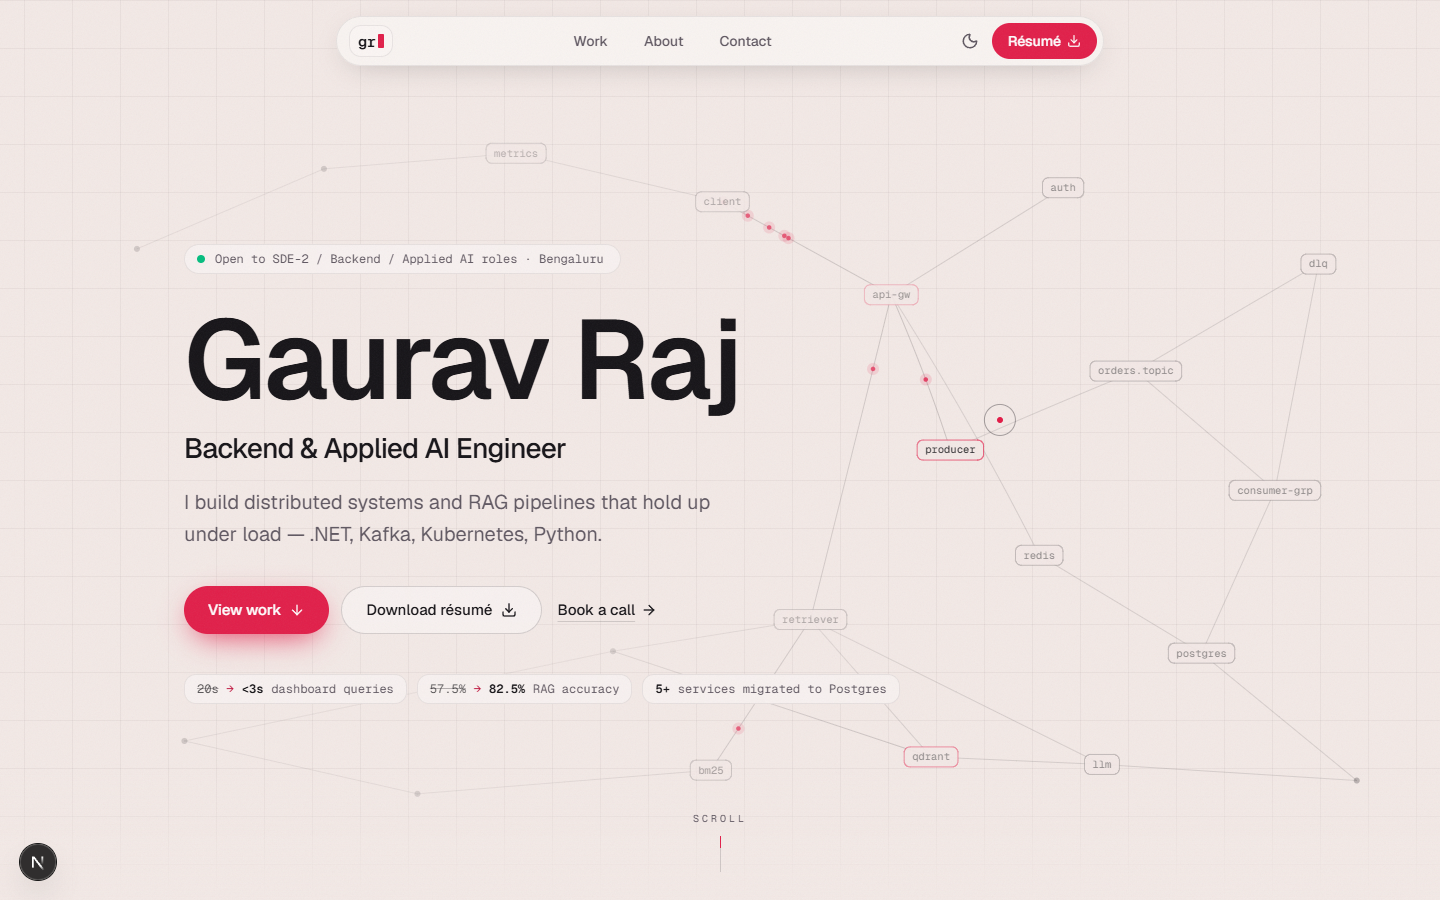 gr
Work
About
Contact
Résumé
metrics
client
auth
Open to SDE-2 / Backend / Applied AI roles · Bengaluru
dlq
api-gw
Gaurav Raj
orders.topic
Backend & Applied AI Engineer
producer
I build distributed systems and RAG pipelines that hold up
under load — .NET, Kafka, Kubernetes, Python.
consumer-grp
redis
View work ↓
Download résumé
Book a call →
retriever
postgres
20s → <3s dashboard queries
57.5% → 82.5% RAG accuracy
5+ services migrated to Postgres
qdrant
llm
bm25
SCROLL
N